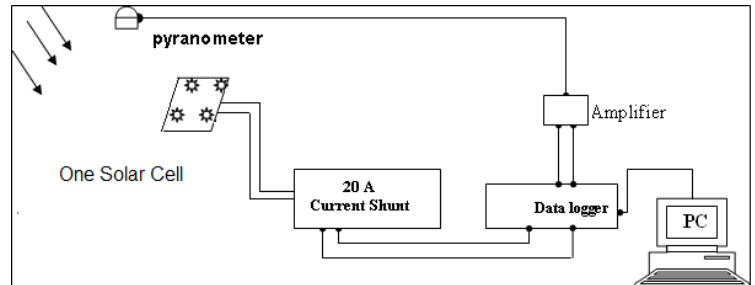 pyranometer
Amplifier
One Solar Cell
20 A
Current Shunt
Data logger
PC